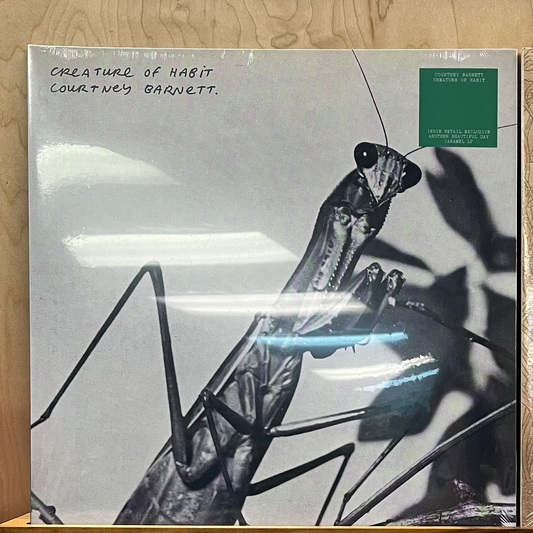 CREATURE OF HABIT
COURTNEY BARNETT.
COURTNEY BARNETT
CREATURE OF HABIT
INDIE RETAIL EXCLUSIVE
ANOTHER BEAUTIFUL DAY
CARAMEL LP